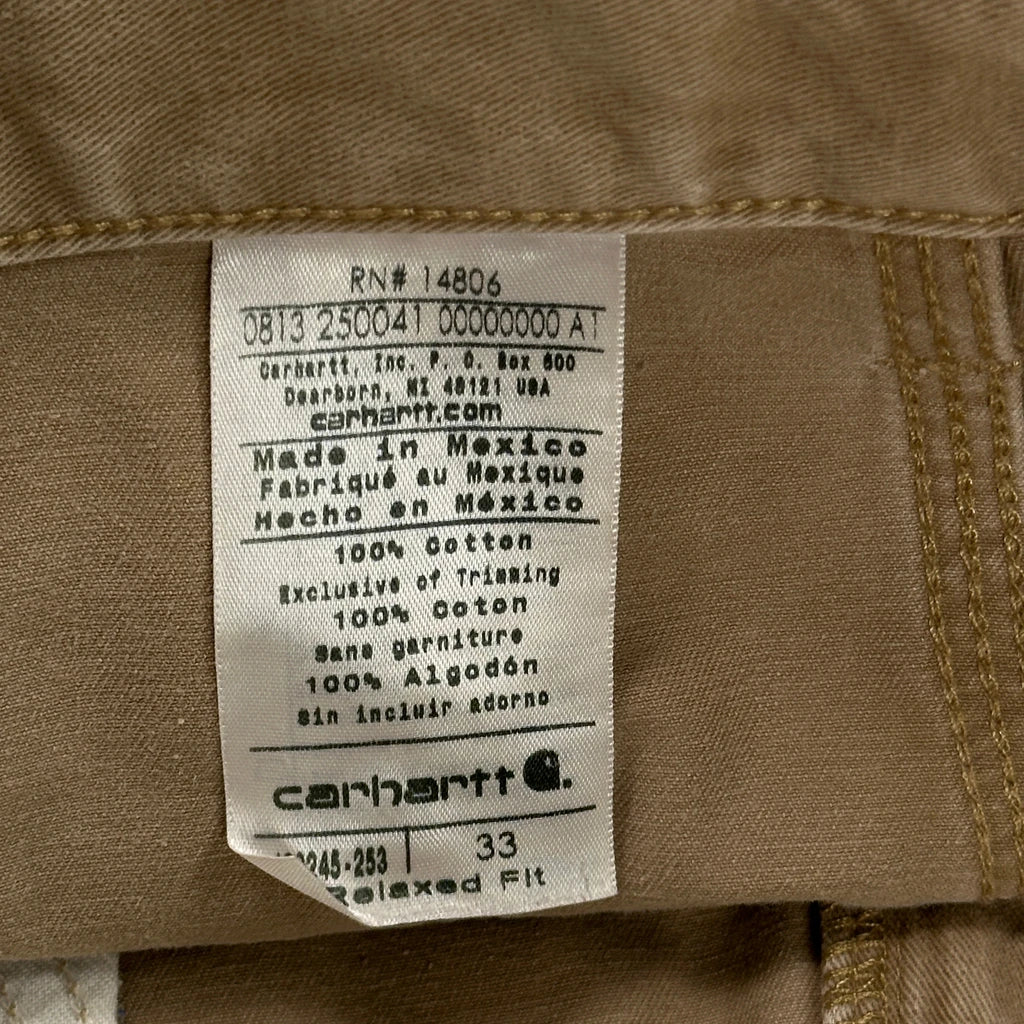 RN# 14806
0813 250041 00000000 A1
Carhartt, Inc. P. O. Box 600
Dearborn, MI 48121 USA
carhartt.com
Made in Mexico
Fabriqué au Mexique
Hecho en México
100% Cotton
Exclusive of Trimming
100% Coton
Sans garniture
100% Algodón
Sin incluir adorno
carhartt
33
Relaxed Fit